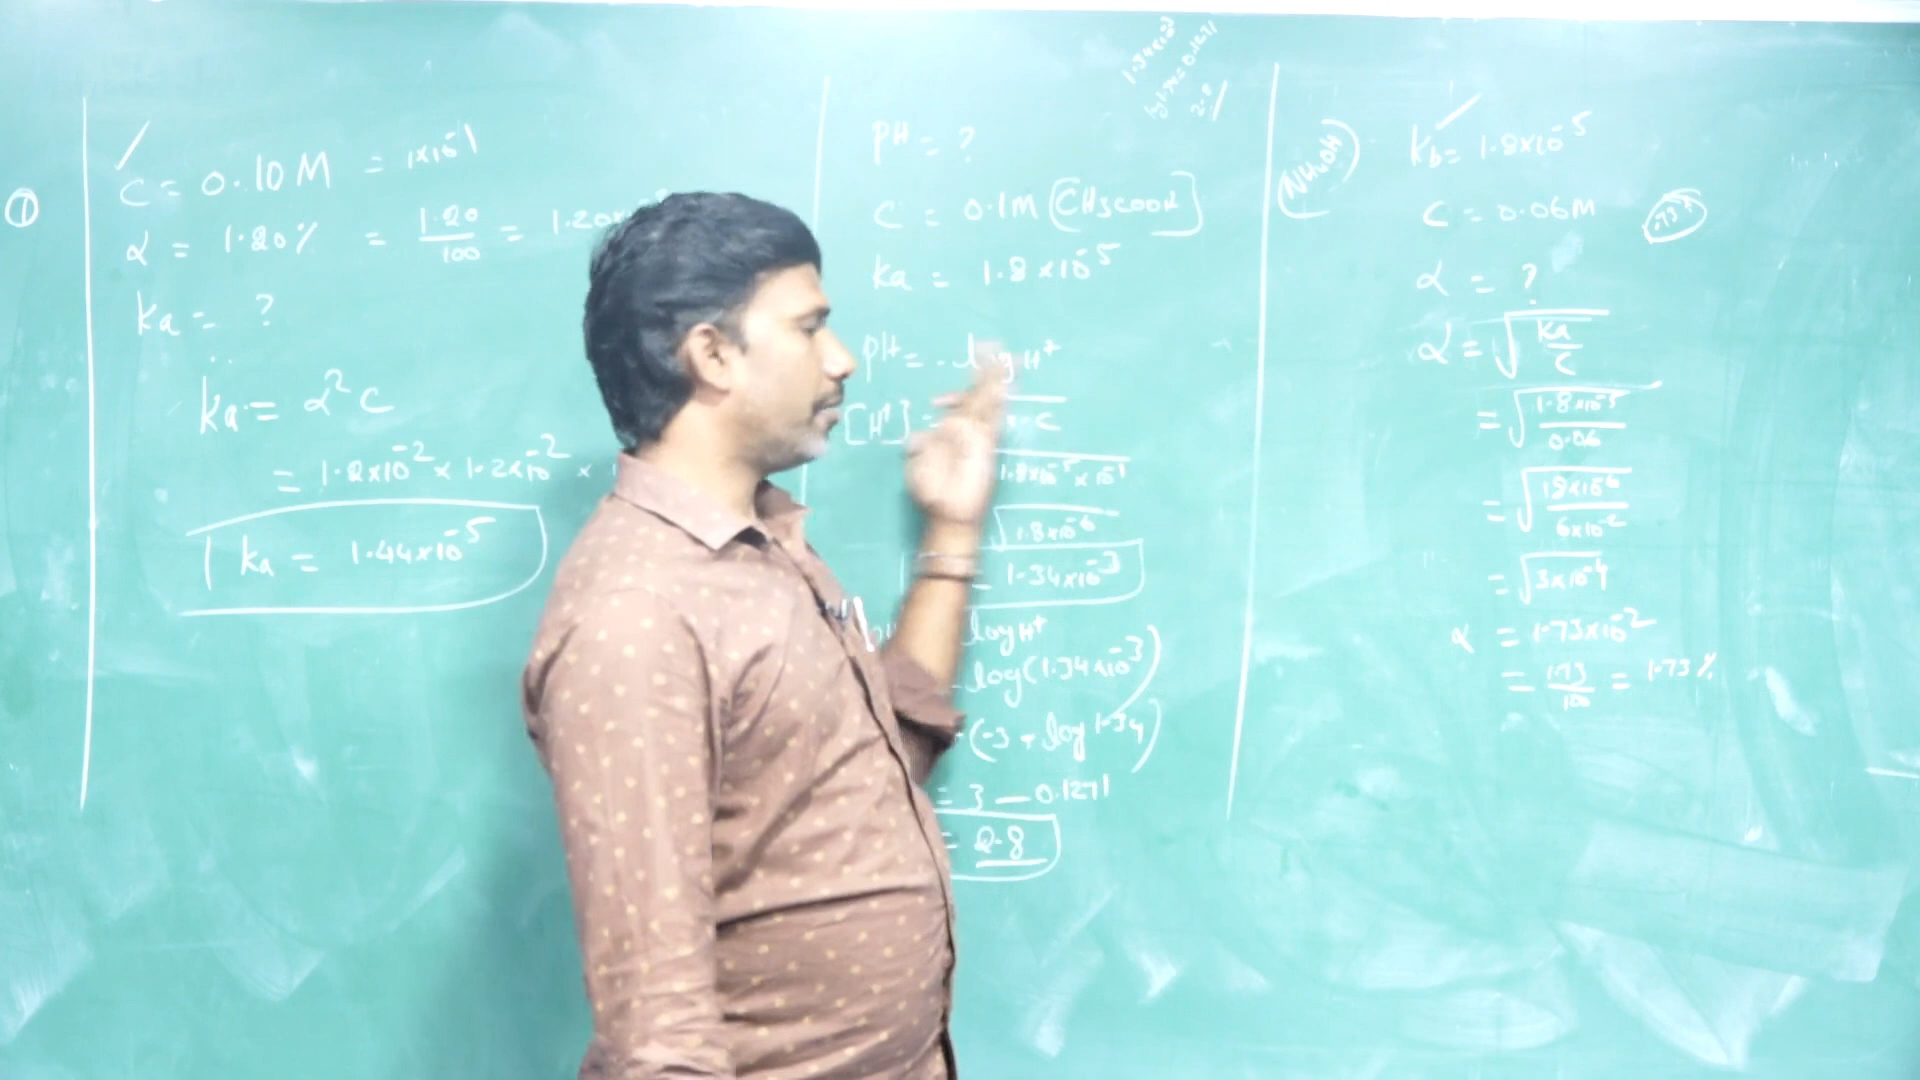 ①
C = 0.10M = 1×10⁻¹
α = 1.20% = 1.20/100 = 1.20×
Ka = ?
Ka = α²C
= 1.2×10⁻² × 1.2×10⁻² ×
Ka = 1.44×10⁻⁵
1.34×10⁻³
PH = ?
C = 0.1M [CH3COOH]
Ka = 1.8×10⁻⁵
PH = -log H⁺
[H⁺] = C
1.8×10⁻⁵×10⁻¹
√1.8×10⁻⁶
= 1.34×10⁻³
log H⁺
log(1.34×10⁻³)
-(-3+log 1.34)
= 3 — 0.1271
= 2.8
(NH4OH)
Kb = 1.8×10⁻⁵
C = 0.06M
α = ?
α = √Ka/C
= √1.8×10⁻⁵/0.06
= √18×10⁻⁶/6×10⁻²
= √3×10⁻⁴
α = 1.73×10⁻²
= 1.73/100 = 1.73%